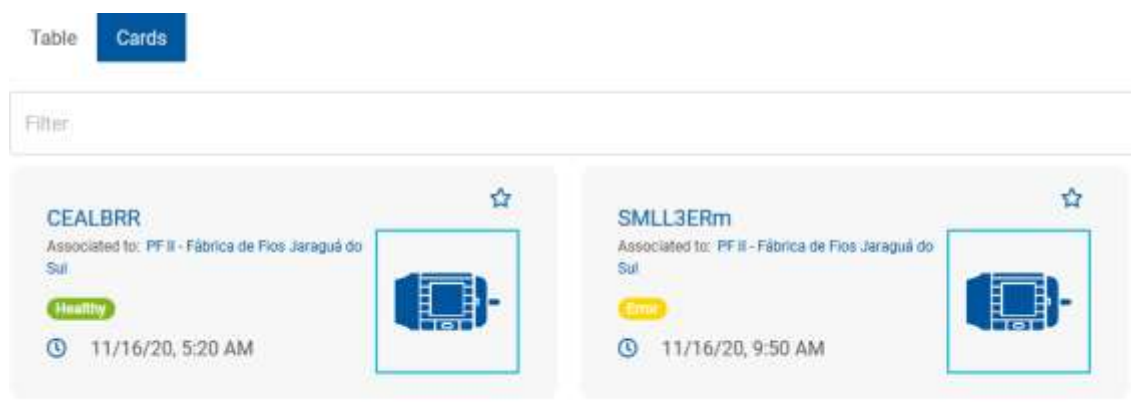 Table
Cards
Filter
CEALBRR
Associated to: PF II - Fábrica de Fios Jaraguá do
Sul
Healthy
11/16/20, 5:20 AM
SMLL3ERm
Associated to: PF II - Fábrica de Fios Jaraguá do
Sul
Error
11/16/20, 9:50 AM